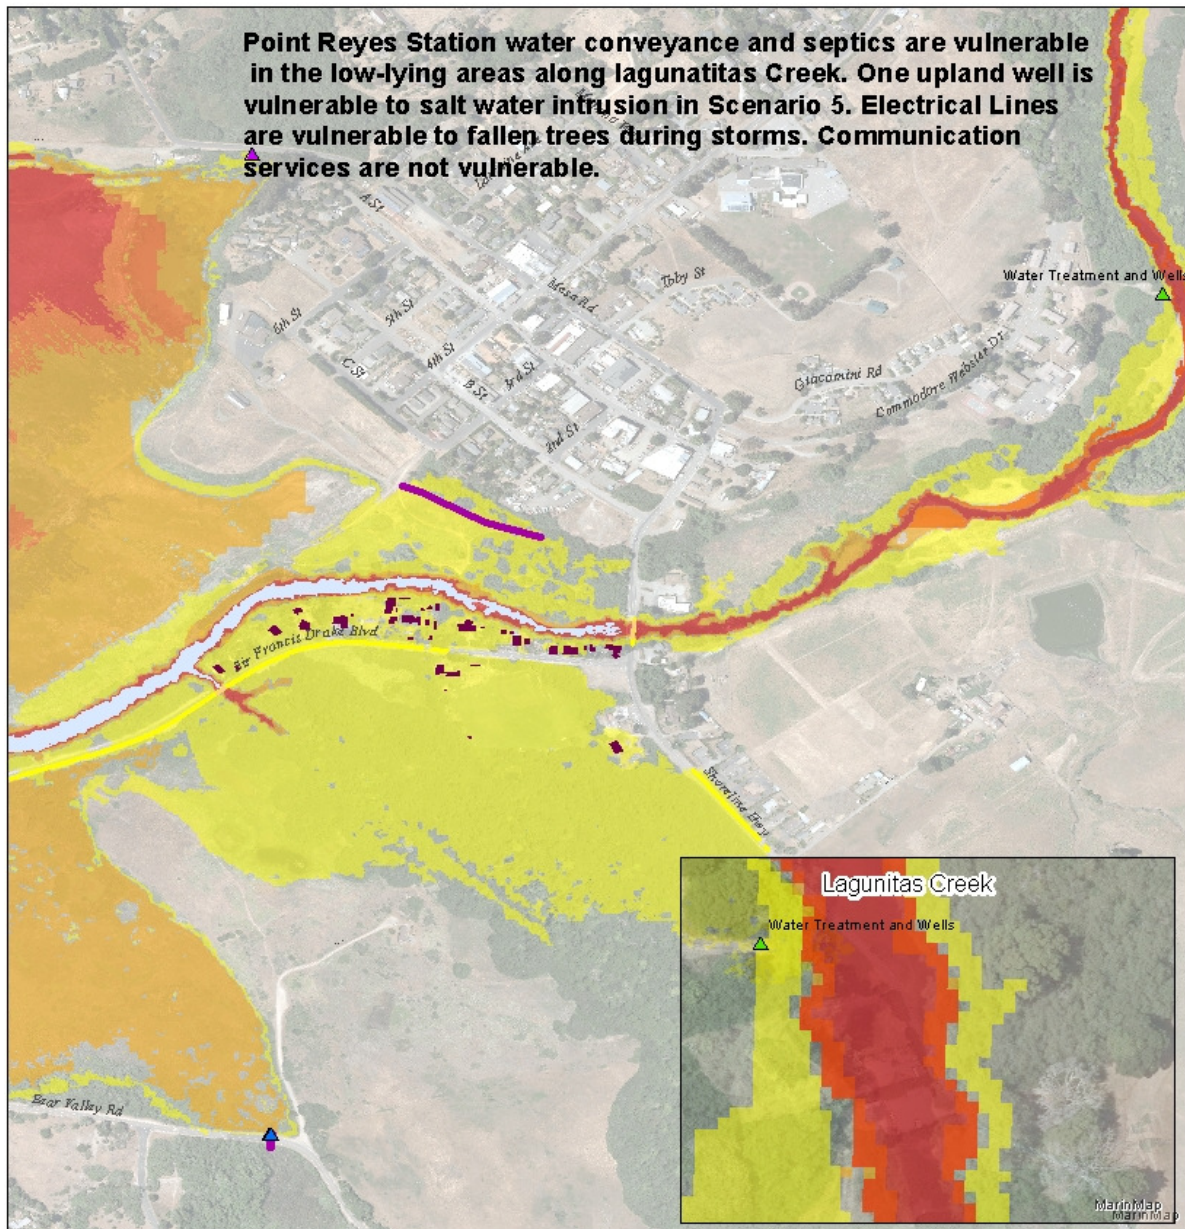 Point Reyes Station water conveyance and septics are vulnerable
in the low-lying areas along lagunatitas Creek. One upland well is
vulnerable to salt water intrusion in Scenario 5. Electrical Lines
are vulnerable to fallen trees during storms. Communication
services are not vulnerable.
A St
Toby St
Mesa Rd
Water Treatment and Wells
6th St
5th St
4th St
C St
B St
3rd St
2nd St
Giacomini Rd
Commodore Webster Dr
Sir Francis Drake Blvd
Shoreline Hwy
Lagunitas Creek
Water Treatment and Wells
Bear Valley Rd
MarinMap
MarinMap